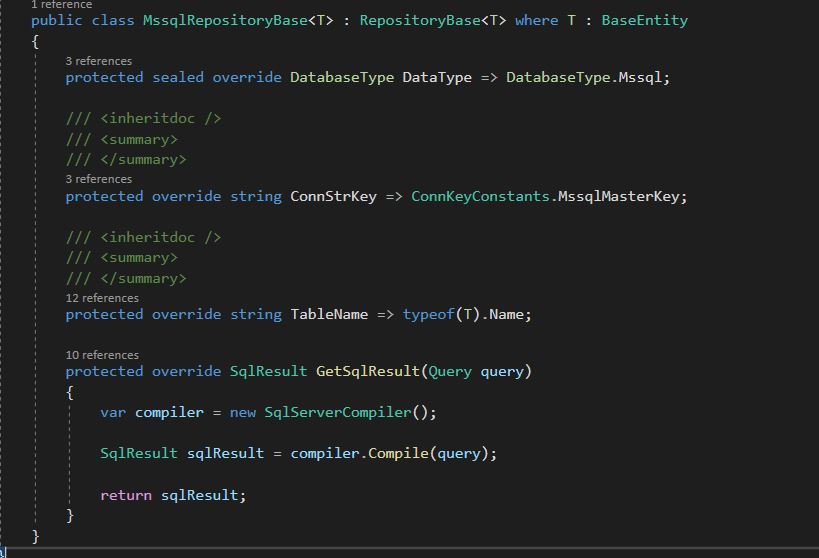 1 reference
public class MssqlRepositoryBase<T> : RepositoryBase<T> where T : BaseEntity
{
3 references
protected sealed override DatabaseType DataType => DatabaseType.Mssql;
/// <inheritdoc />
/// <summary>
/// </summary>
3 references
protected override string ConnStrKey => ConnKeyConstants.MssqlMasterKey;
/// <inheritdoc />
/// <summary>
/// </summary>
12 references
protected override string TableName => typeof(T).Name;
10 references
protected override SqlResult GetSqlResult(Query query)
{
var compiler = new SqlServerCompiler();
SqlResult sqlResult = compiler.Compile(query);
return sqlResult;
}
}
}